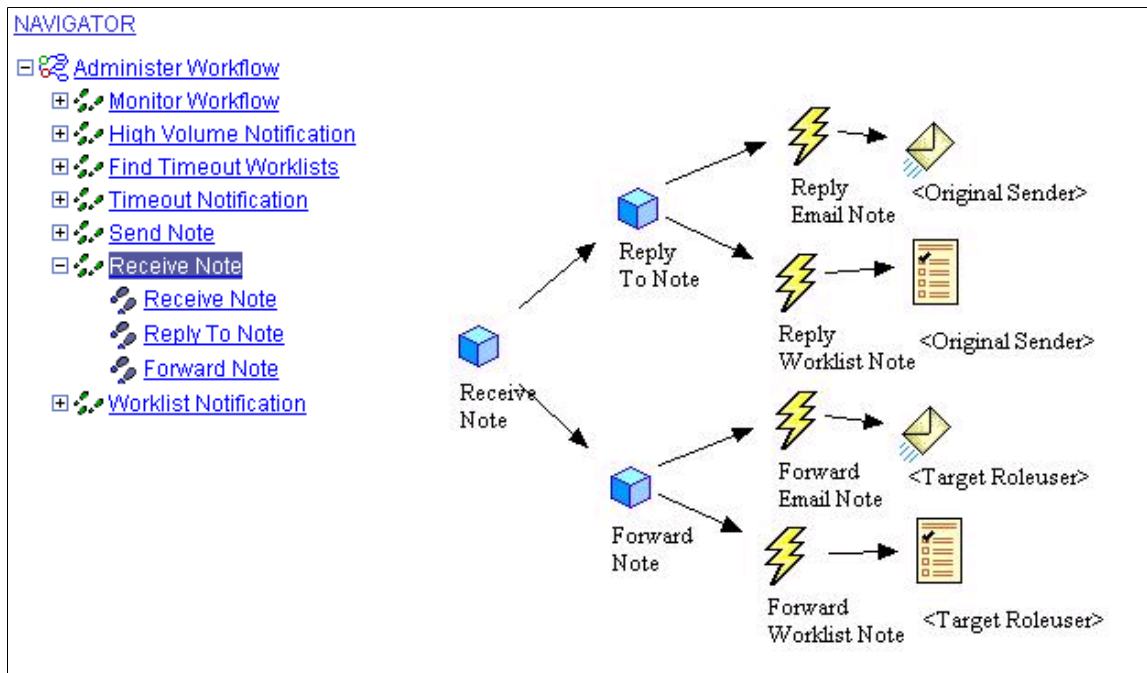 NAVIGATOR
Administer Workflow
Monitor Workflow
High Volume Notification
Find Timeout Worklists
Timeout Notification
Send Note
Receive Note
Receive Note
Reply To Note
Forward Note
Worklist Notification
Receive
Note
Reply
To Note
Reply
Email Note
<Original Sender>
Reply
Worklist Note
<Original Sender>
Forward
Note
Forward
Email Note
<Target Roleuser>
Forward
Worklist Note
<Target Roleuser>